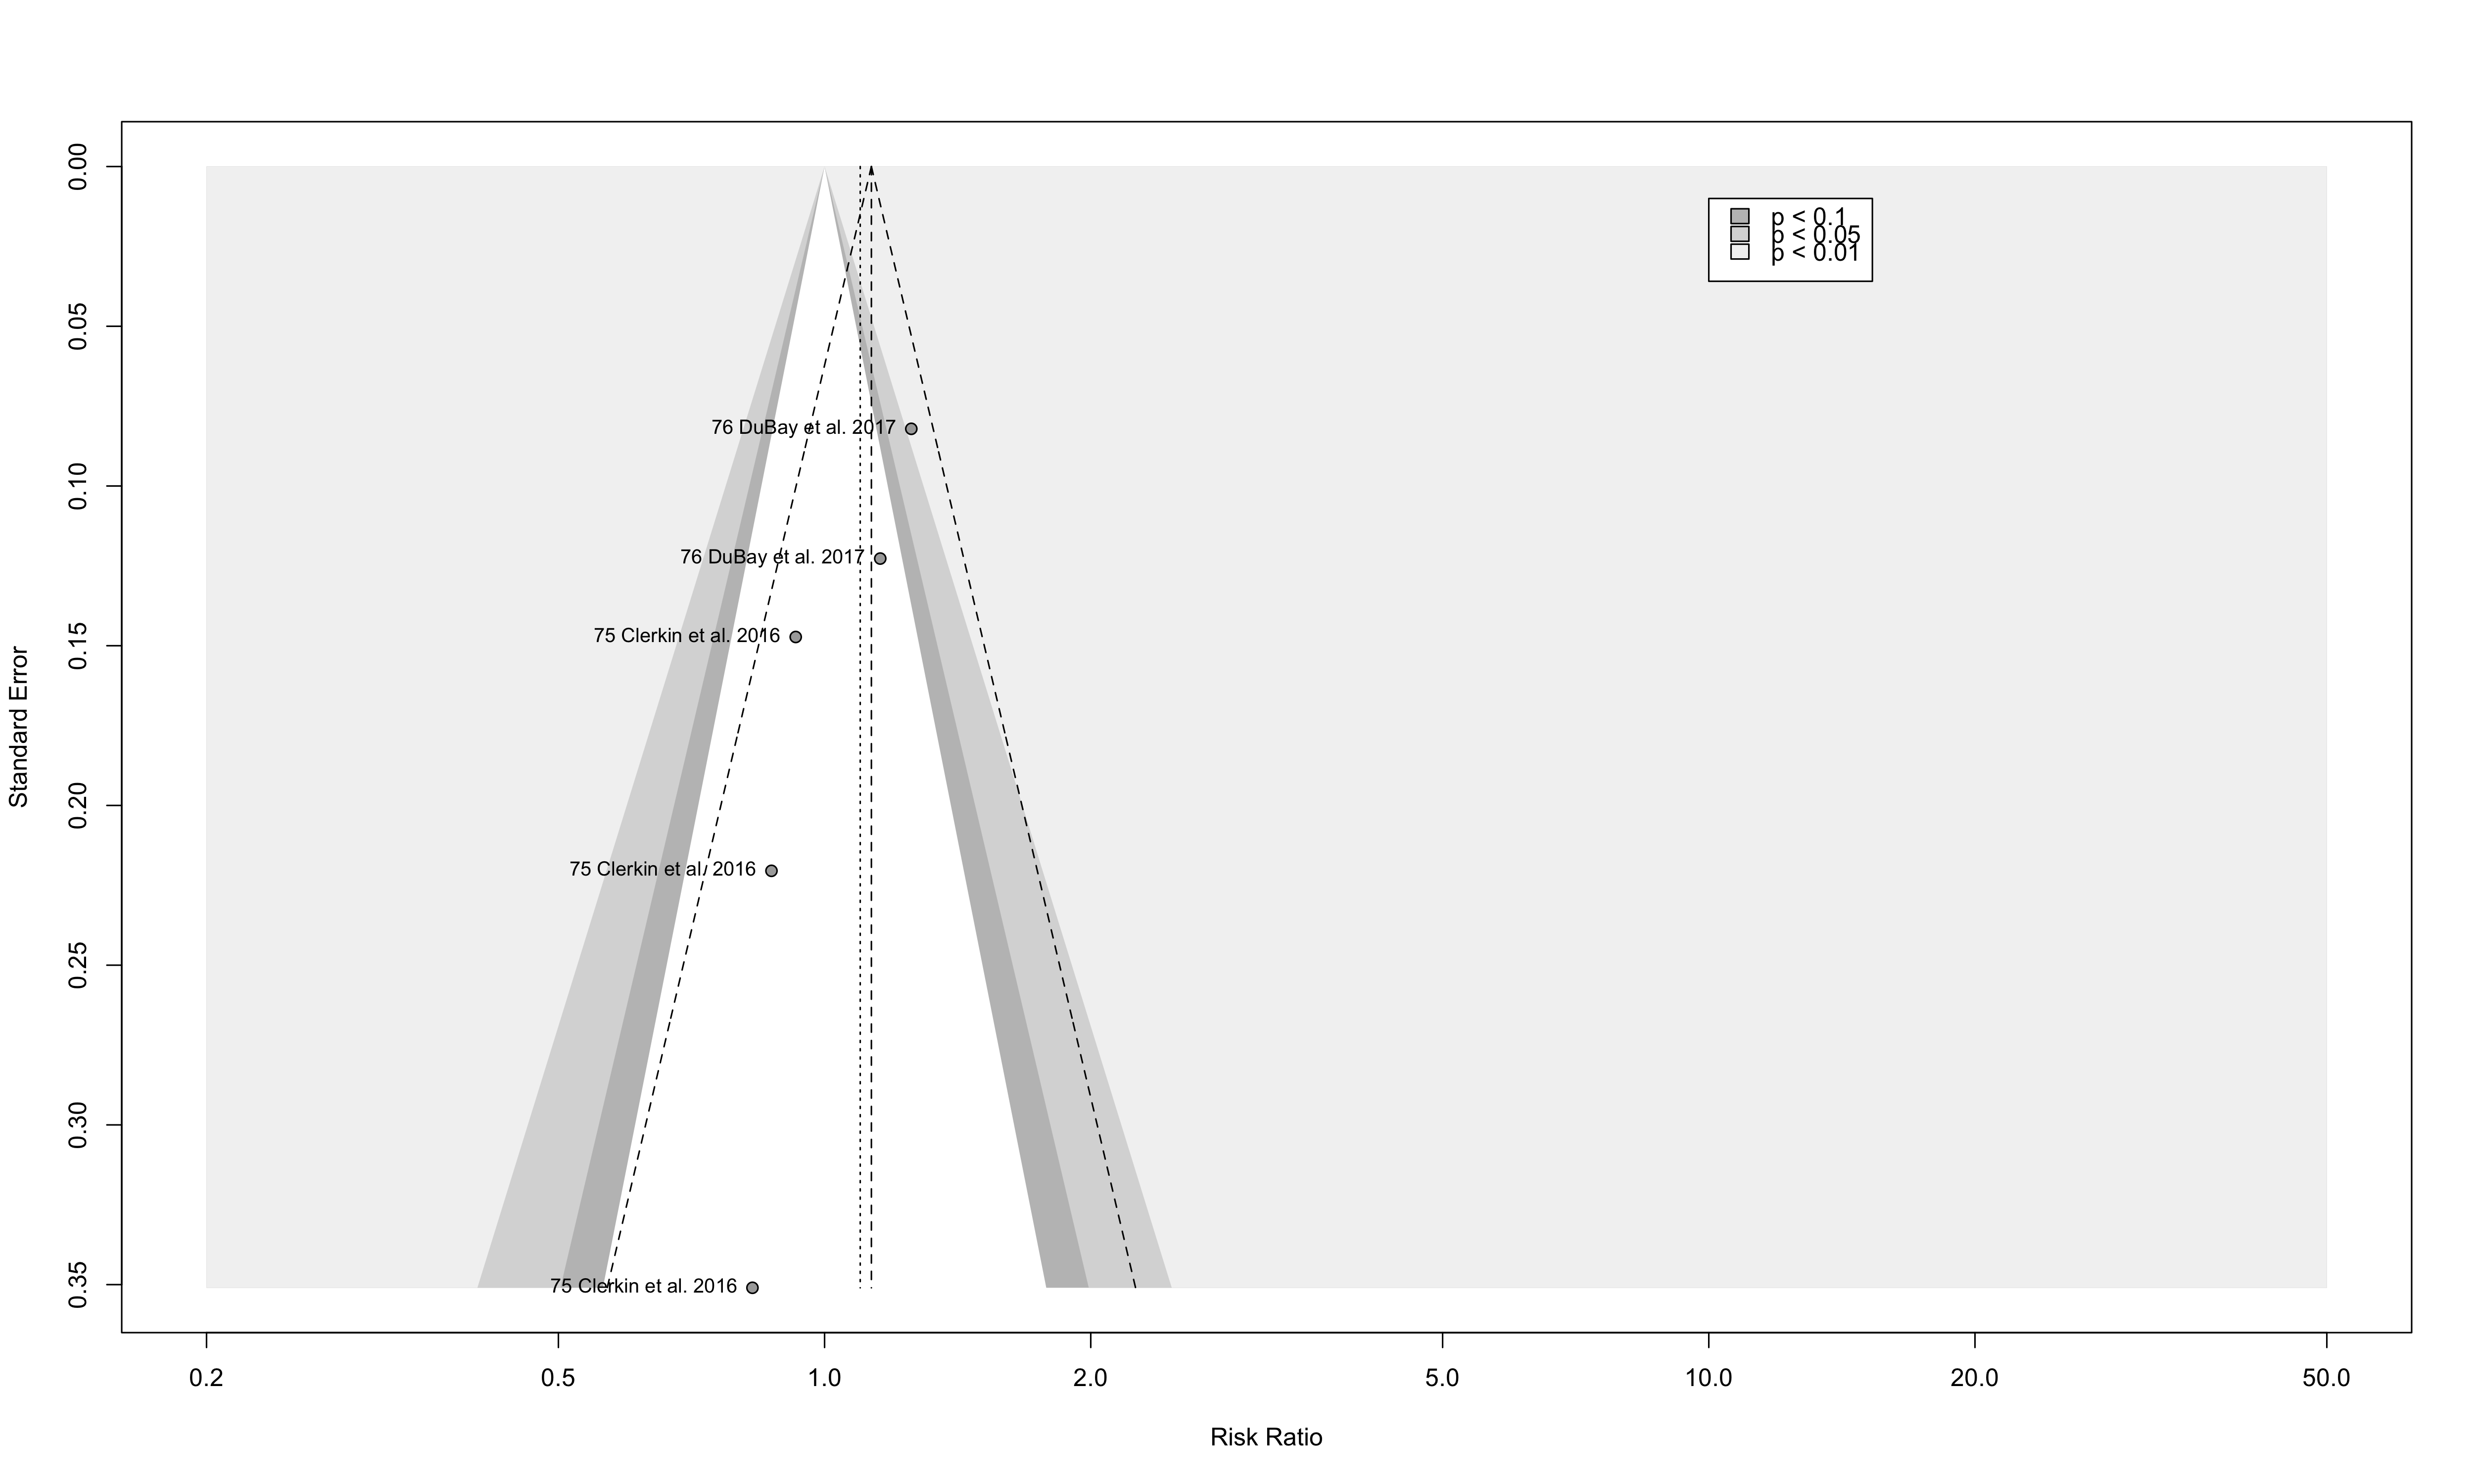 0.00
0.05
0.10
0.15
0.20
0.25
0.30
0.35
Standard Error
p < 0.1
p < 0.05
p < 0.01
76 DuBay et al. 2017
76 DuBay et al. 2017
75 Clerkin et al. 2016
75 Clerkin et al. 2016
75 Clerkin et al. 2016
0.2 0.5 1.0 2.0 5.0 10.0 20.0 50.0
Risk Ratio